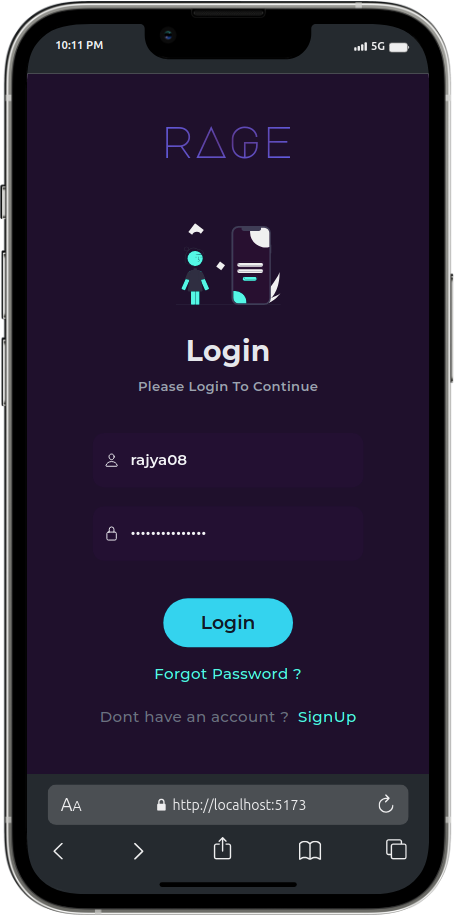 10:11 PM 5G
RAGE
Login
Please Login To Continue
rajya08
•••••••••••••••
Login
Forgot Password ?
Dont have an account ? SignUp
AA http://localhost:5173